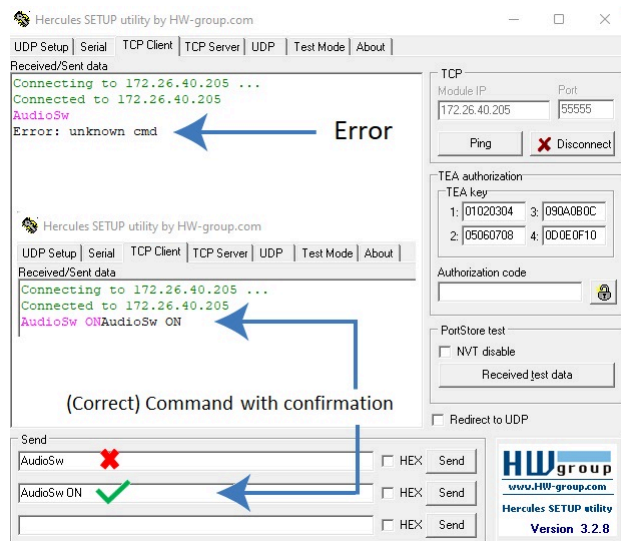 Hercules SETUP utility by HW-group.com
UDP Setup Serial TCP Client TCP Server UDP Test Mode About
Received/Sent data
Connecting to 172.26.40.205 ...
Connected to 172.26.40.205
AudioSw
Error: unknown cmd
Error
Hercules SETUP utility by HW-group.com
UDP Setup Serial TCP Client TCP Server UDP Test Mode About
Received/Sent data
Connecting to 172.26.40.205 ...
Connected to 172.26.40.205
AudioSw ONAudioSw ON
(Correct) Command with confirmation
TCP
Module IP Port
172.26.40.205 55555
Ping Disconnect
TEA authorization
TEA key
1: 01020304 3: 090A0B0C
2: 05060708 4: 0D0E0F10
Authorization code
PortStore test
NVT disable
Received test data
Redirect to UDP
Send
AudioSw HEX Send
AudioSw ON HEX Send
HEX Send
HW group
www.HW-group.com
Hercules SETUP utility
Version 3.2.8